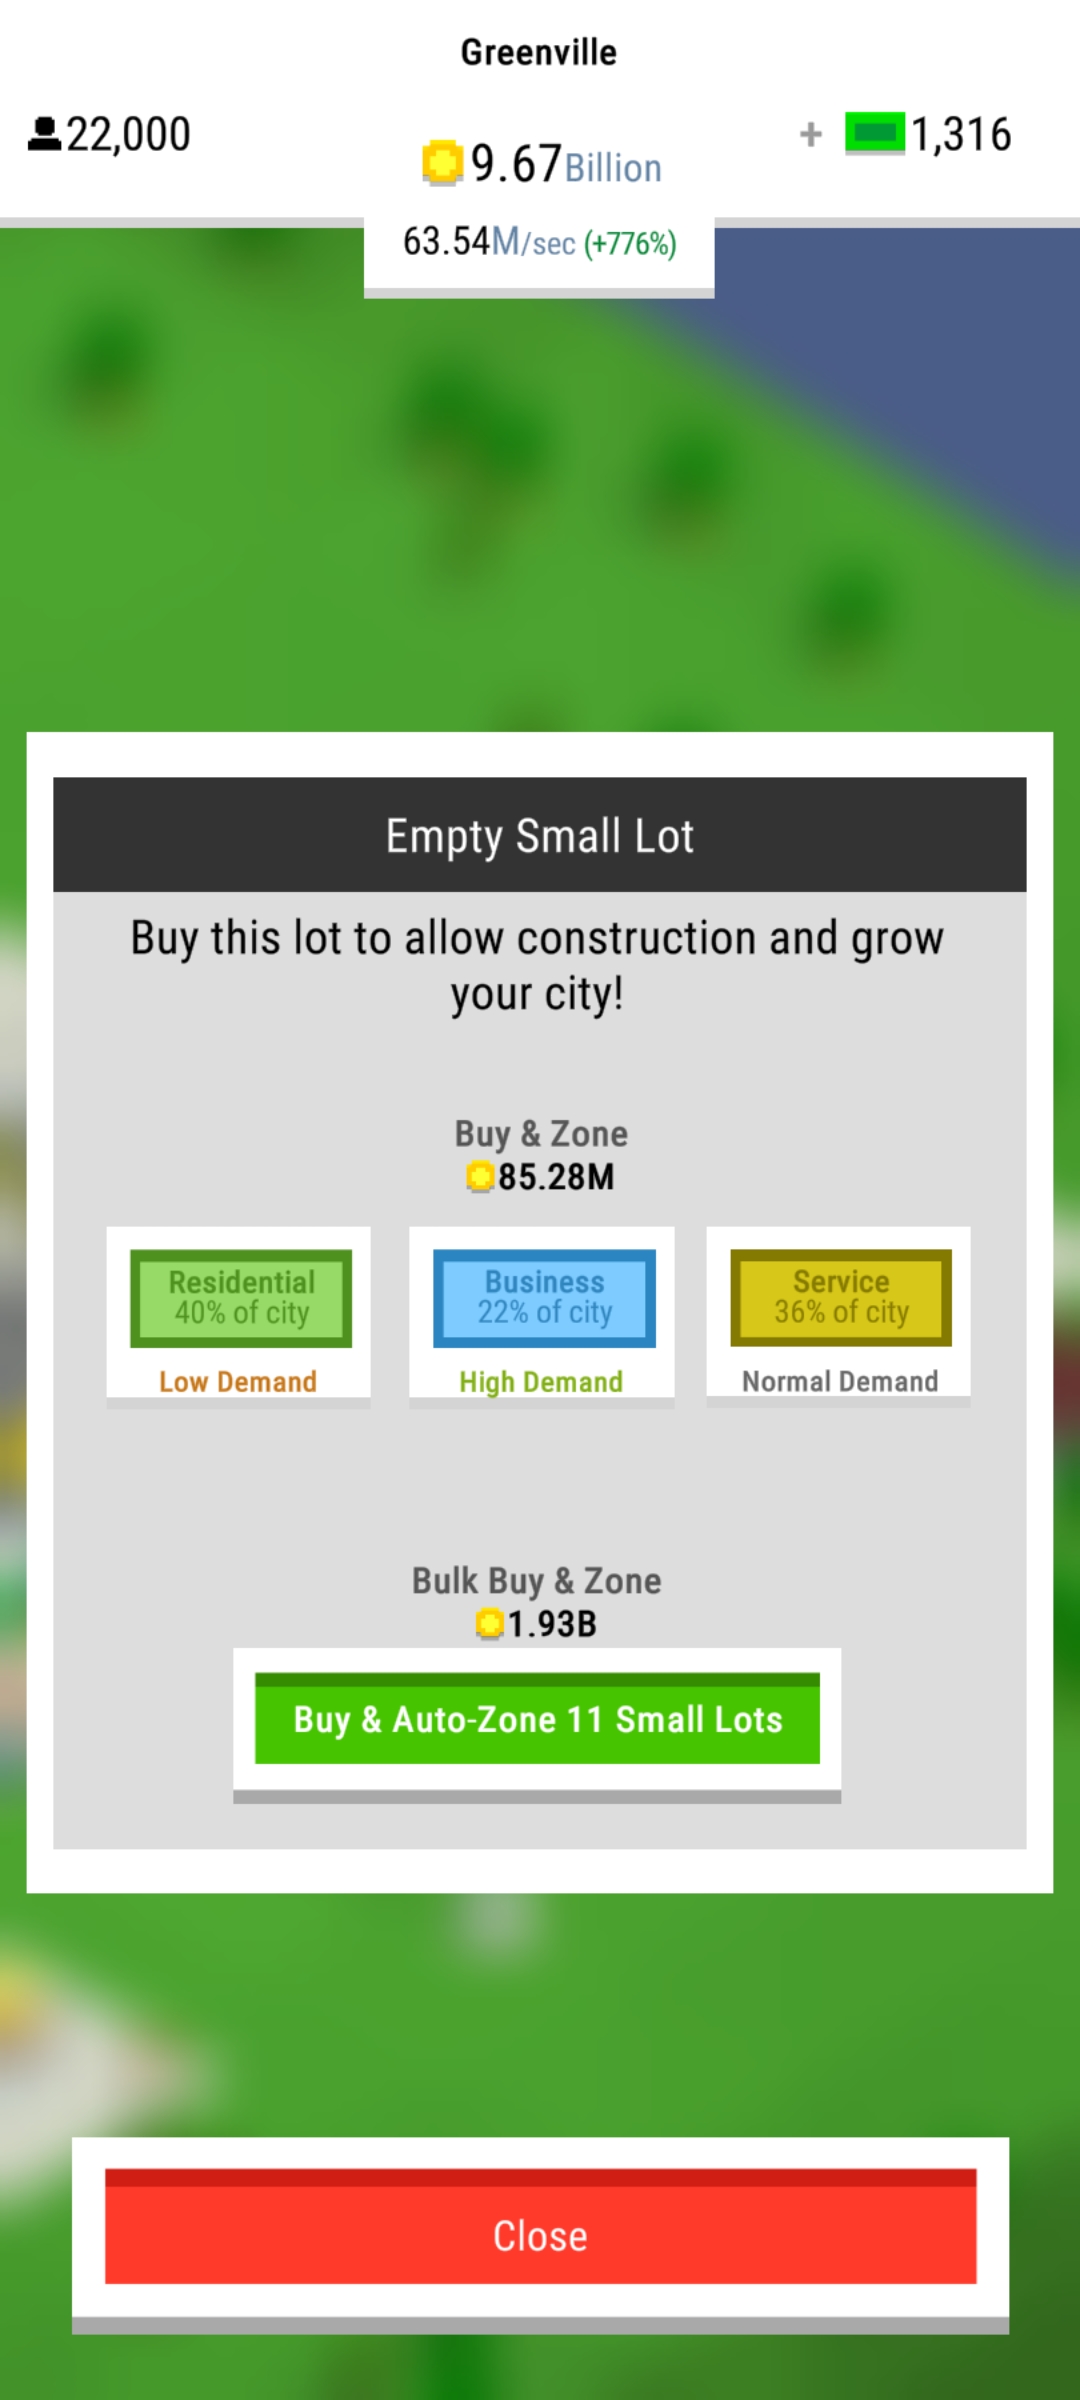 Greenville
22,000
9.67Billion
+ 1,316
63.54M/sec (+776%)
Empty Small Lot
Buy this lot to allow construction and grow
your city!
Buy & Zone
85.28M
Residential
40% of city
Low Demand
Business
22% of city
High Demand
Service
36% of city
Normal Demand
Bulk Buy & Zone
1.93B
Buy & Auto-Zone 11 Small Lots
Close